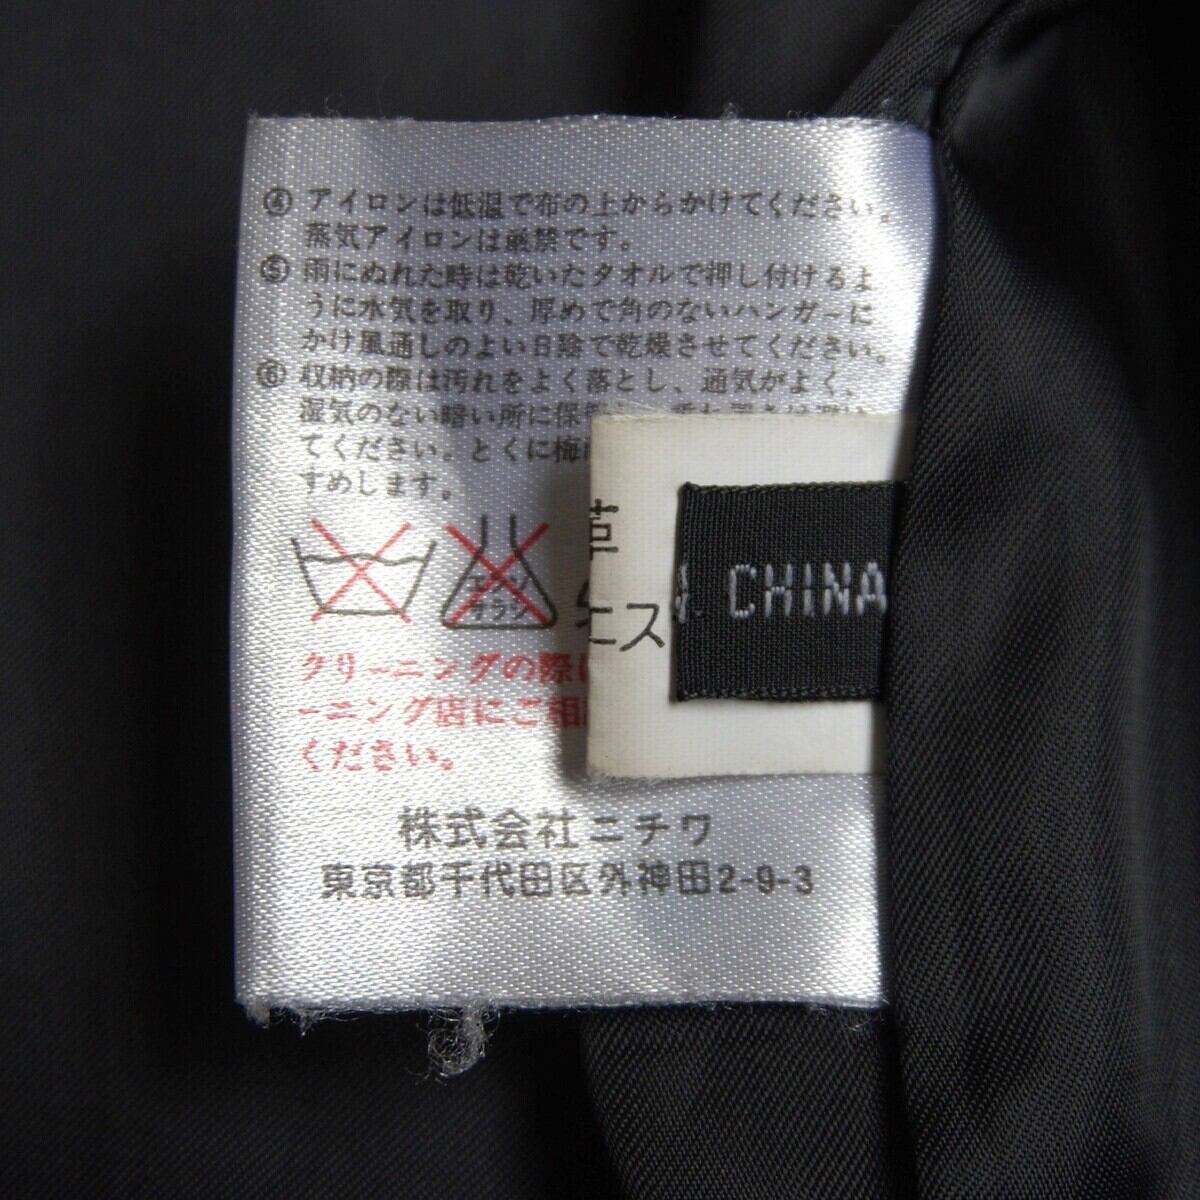 ④ アイロンは低温で布の上からかけてください。
蒸気アイロンは厳禁です。
⑤ 雨にぬれた時は乾いたタオルで押し付けるよ
うに水気を取り、厚めで角のないハンガーに
かけ風通しのよい日陰で乾燥させてください。
⑥ 収納の際は汚れをよく落とし、通気がよく、
湿気のない暗い所に保
てください。とくに梅
すめします。
エンソ
サラシ
クリーニングの際に
ーニング店にご相
ください。
ニス
CHINA
株式会社ニチワ
東京都千代田区外神田2-9-3